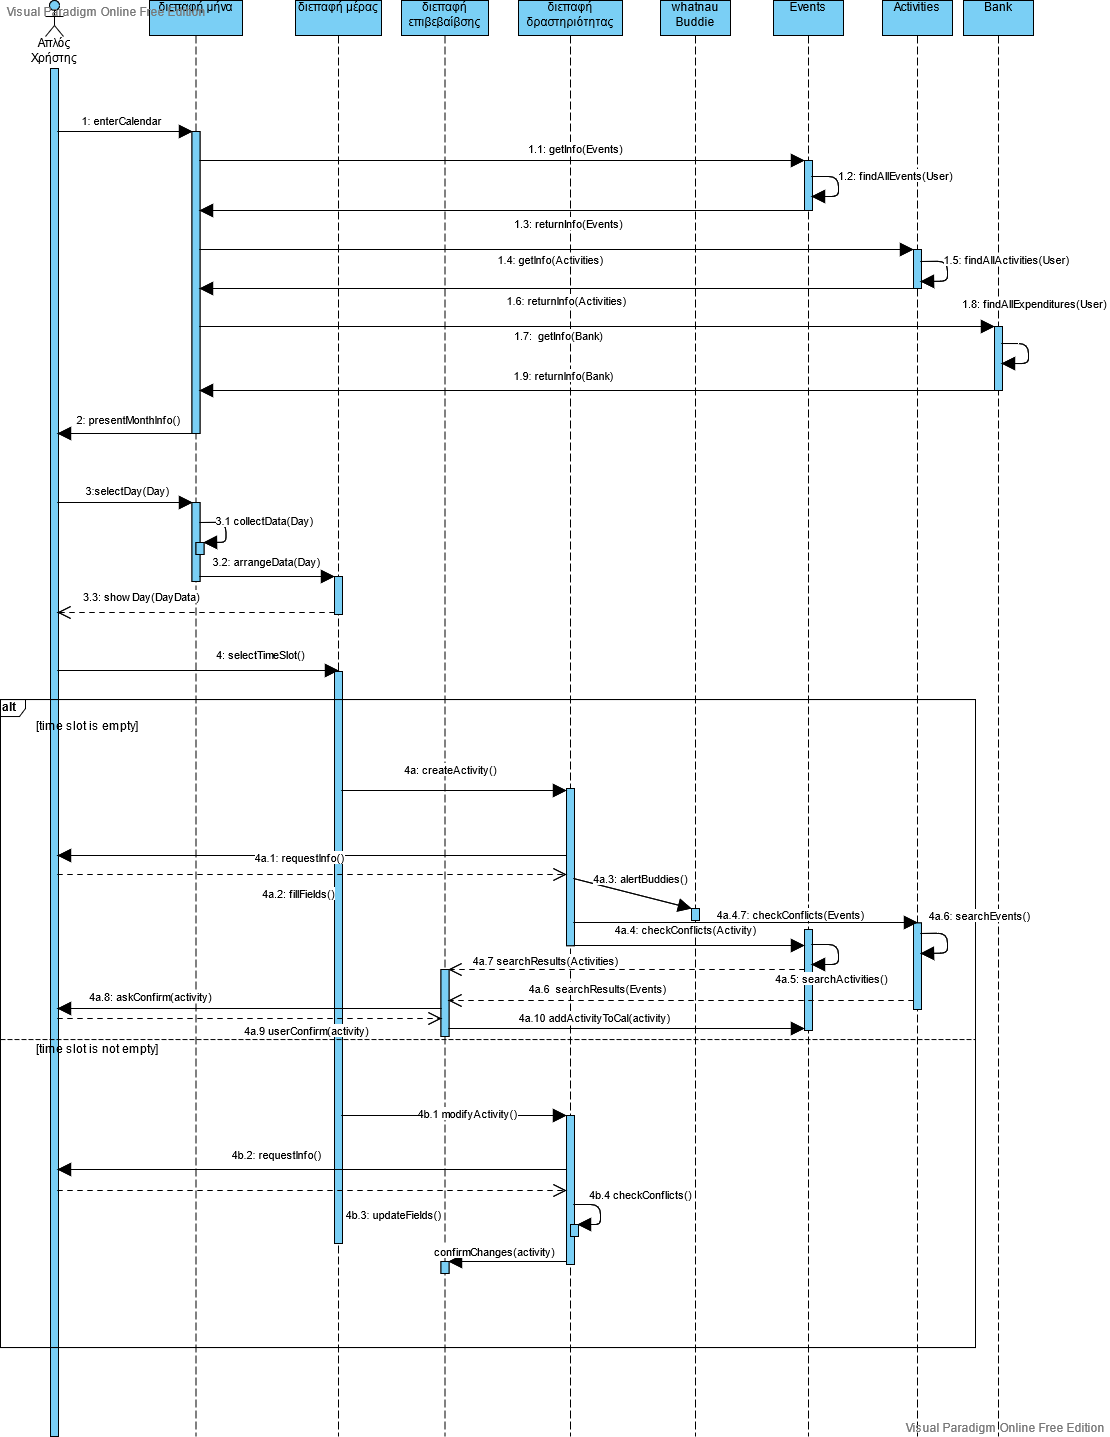 Visual Paradigm Online Free Edition
Απλός
Χρήστης
διεπαφή μήνα
διεπαφή μέρας
διεπαφή
επιβεβαίβσης
διεπαφή
δραστηριότητας
whatnau
Buddie
Events
Activities
Bank
1: enterCalendar
1.1: getInfo(Events)
1.2: findAllEvents(User)
1.3: returnInfo(Events)
1.4: getInfo(Activities)
1.5: findAllActivities(User)
1.6: returnInfo(Activities)
1.8: findAllExpenditures(User)
1.7: getInfo(Bank)
1.9: returnInfo(Bank)
2: presentMonthInfo()
3:selectDay(Day)
3.1 collectData(Day)
3.2: arrangeData(Day)
3.3: show Day(DayData)
4: selectTimeSlot()
alt
[time slot is empty]
4a: createActivity()
4a.1: requestInfo()
4a.3: alertBuddies()
4a.2: fillFields()
4a.4.7: checkConflicts(Events)
4a.6: searchEvents()
4a.4: checkConflicts(Activity)
4a.7 searchResults(Activities)
4a.5: searchActivities()
4a.6 searchResults(Events)
4a.8: askConfirm(activity)
4a.10 addActivityToCal(activity)
4a.9 userConfirm(activity)
[time slot is not empty]
4b.1 modifyActivity()
4b.2: requestInfo()
4b.4 checkConflicts()
4b.3: updateFields()
confirmChanges(activity)
Visual Paradigm Online Free Edition